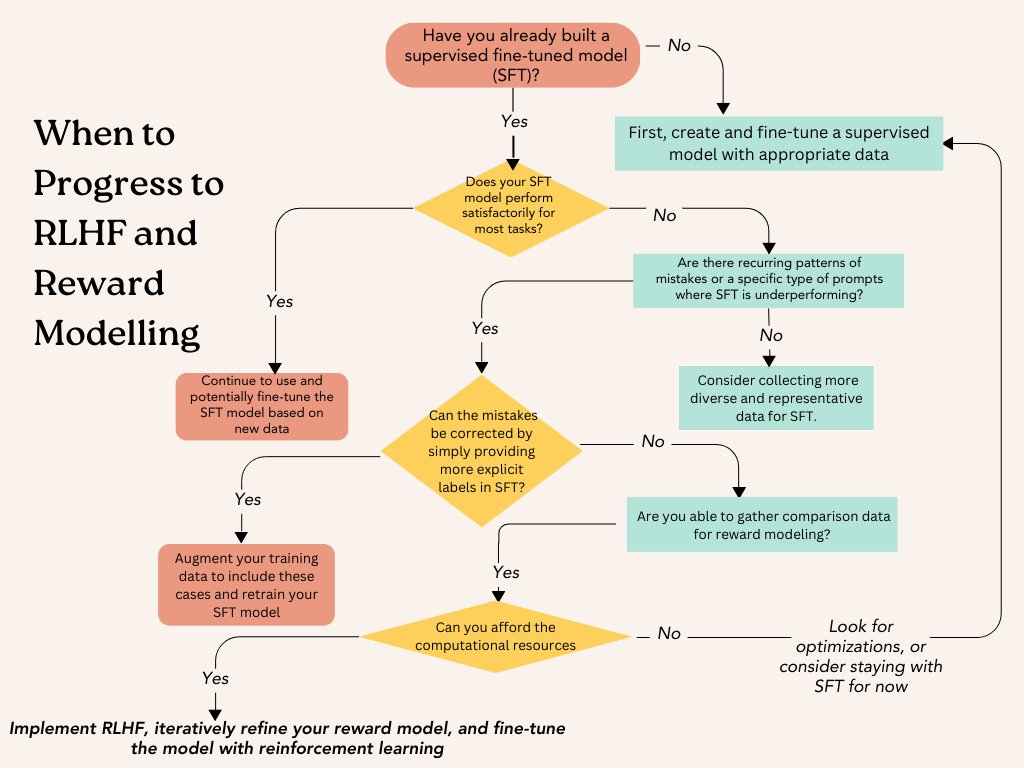 Have you already built a
supervised fine-tuned model
(SFT)?
No
When to
Progress to
RLHF and
Reward
Modelling
Yes
First, create and fine-tune a supervised
model with appropriate data
Does your SFT
model perform
satisfactorily for
most tasks?
No
Yes
Are there recurring patterns of
mistakes or a specific type of prompts
where SFT is underperforming?
Yes
No
Continue to use and
potentially fine-tune the
SFT model based on
new data
Consider collecting more
diverse and representative
data for SFT.
Can the mistakes
be corrected by
simply providing
more explicit
labels in SFT?
No
Yes
Are you able to gather comparison data
for reward modeling?
Augment your training
data to include these
cases and retrain your
SFT model
Yes
Can you afford the
computational resources
No
Look for
optimizations, or
consider staying with
SFT for now
Yes
Implement RLHF, iteratively refine your reward model, and fine-tune
the model with reinforcement learning